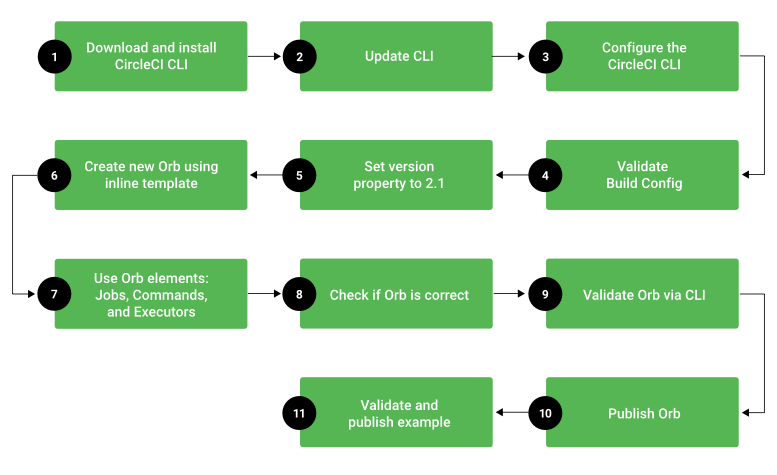 1
Download and install
CircleCI CLI
2
Update CLI
3
Configure the
CircleCI CLI
4
Validate
Build Config
5
Set version
property to 2.1
6
Create new Orb using
inline template
7
Use Orb elements:
Jobs, Commands,
and Executors
8
Check if Orb is correct
9
Validate Orb via CLI
10
Publish Orb
11
Validate and
publish example